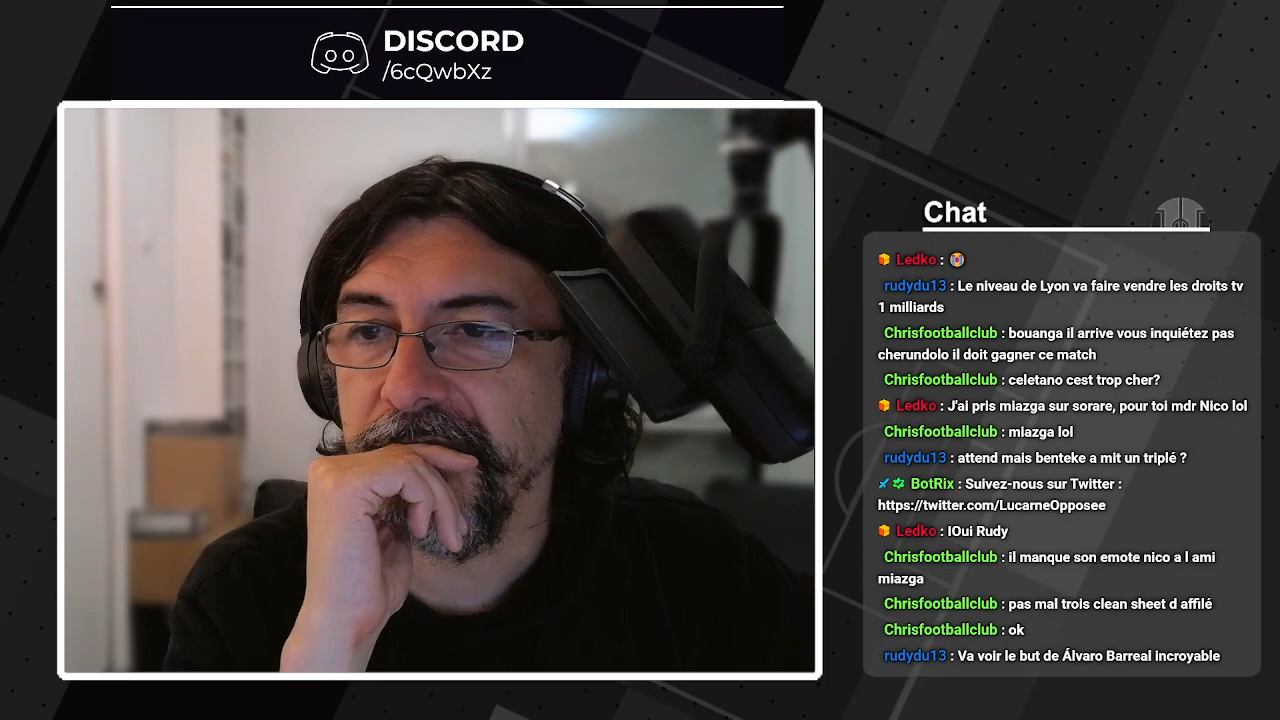 DISCORD
/6cQwbXz
Chat
Ledko :
rudydu13 : Le niveau de Lyon va faire vendre les droits tv
1 milliards
Chrisfootballclub : bouanga il arrive vous inquiétez pas
cherundolo il doit gagner ce match
Chrisfootballclub : celetano cest trop cher?
Ledko : J'ai pris miazga sur sorare, pour toi mdr Nico lol
Chrisfootballclub : miazga lol
rudydu13 : attend mais benteke a mit un triplé ?
BotRix : Suivez-nous sur Twitter :
https://twitter.com/LucarneOpposee
Ledko : IOui Rudy
Chrisfootballclub : il manque son emote nico a l ami
miazga
Chrisfootballclub : pas mal trois clean sheet d affilé
Chrisfootballclub : ok
rudydu13 : Va voir le but de Álvaro Barreal incroyable